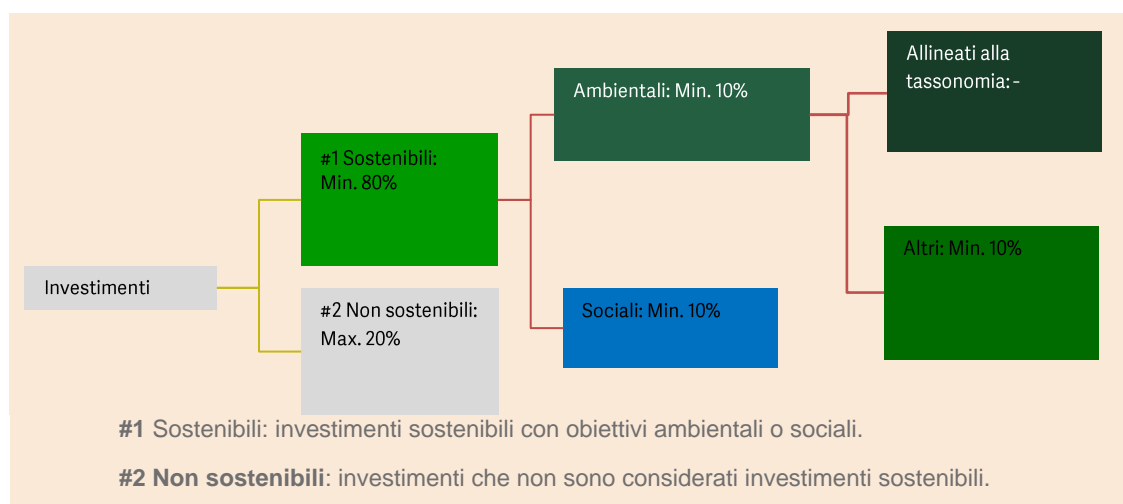 Investimenti
#1 Sostenibili:
Min. 80%
#2 Non sostenibili:
Max. 20%
Ambientali: Min. 10%
Sociali: Min. 10%
Allineati alla
tassonomia: -
Altri: Min. 10%
#1 Sostenibili: investimenti sostenibili con obiettivi ambientali o sociali.
#2 Non sostenibili: investimenti che non sono considerati investimenti sostenibili.